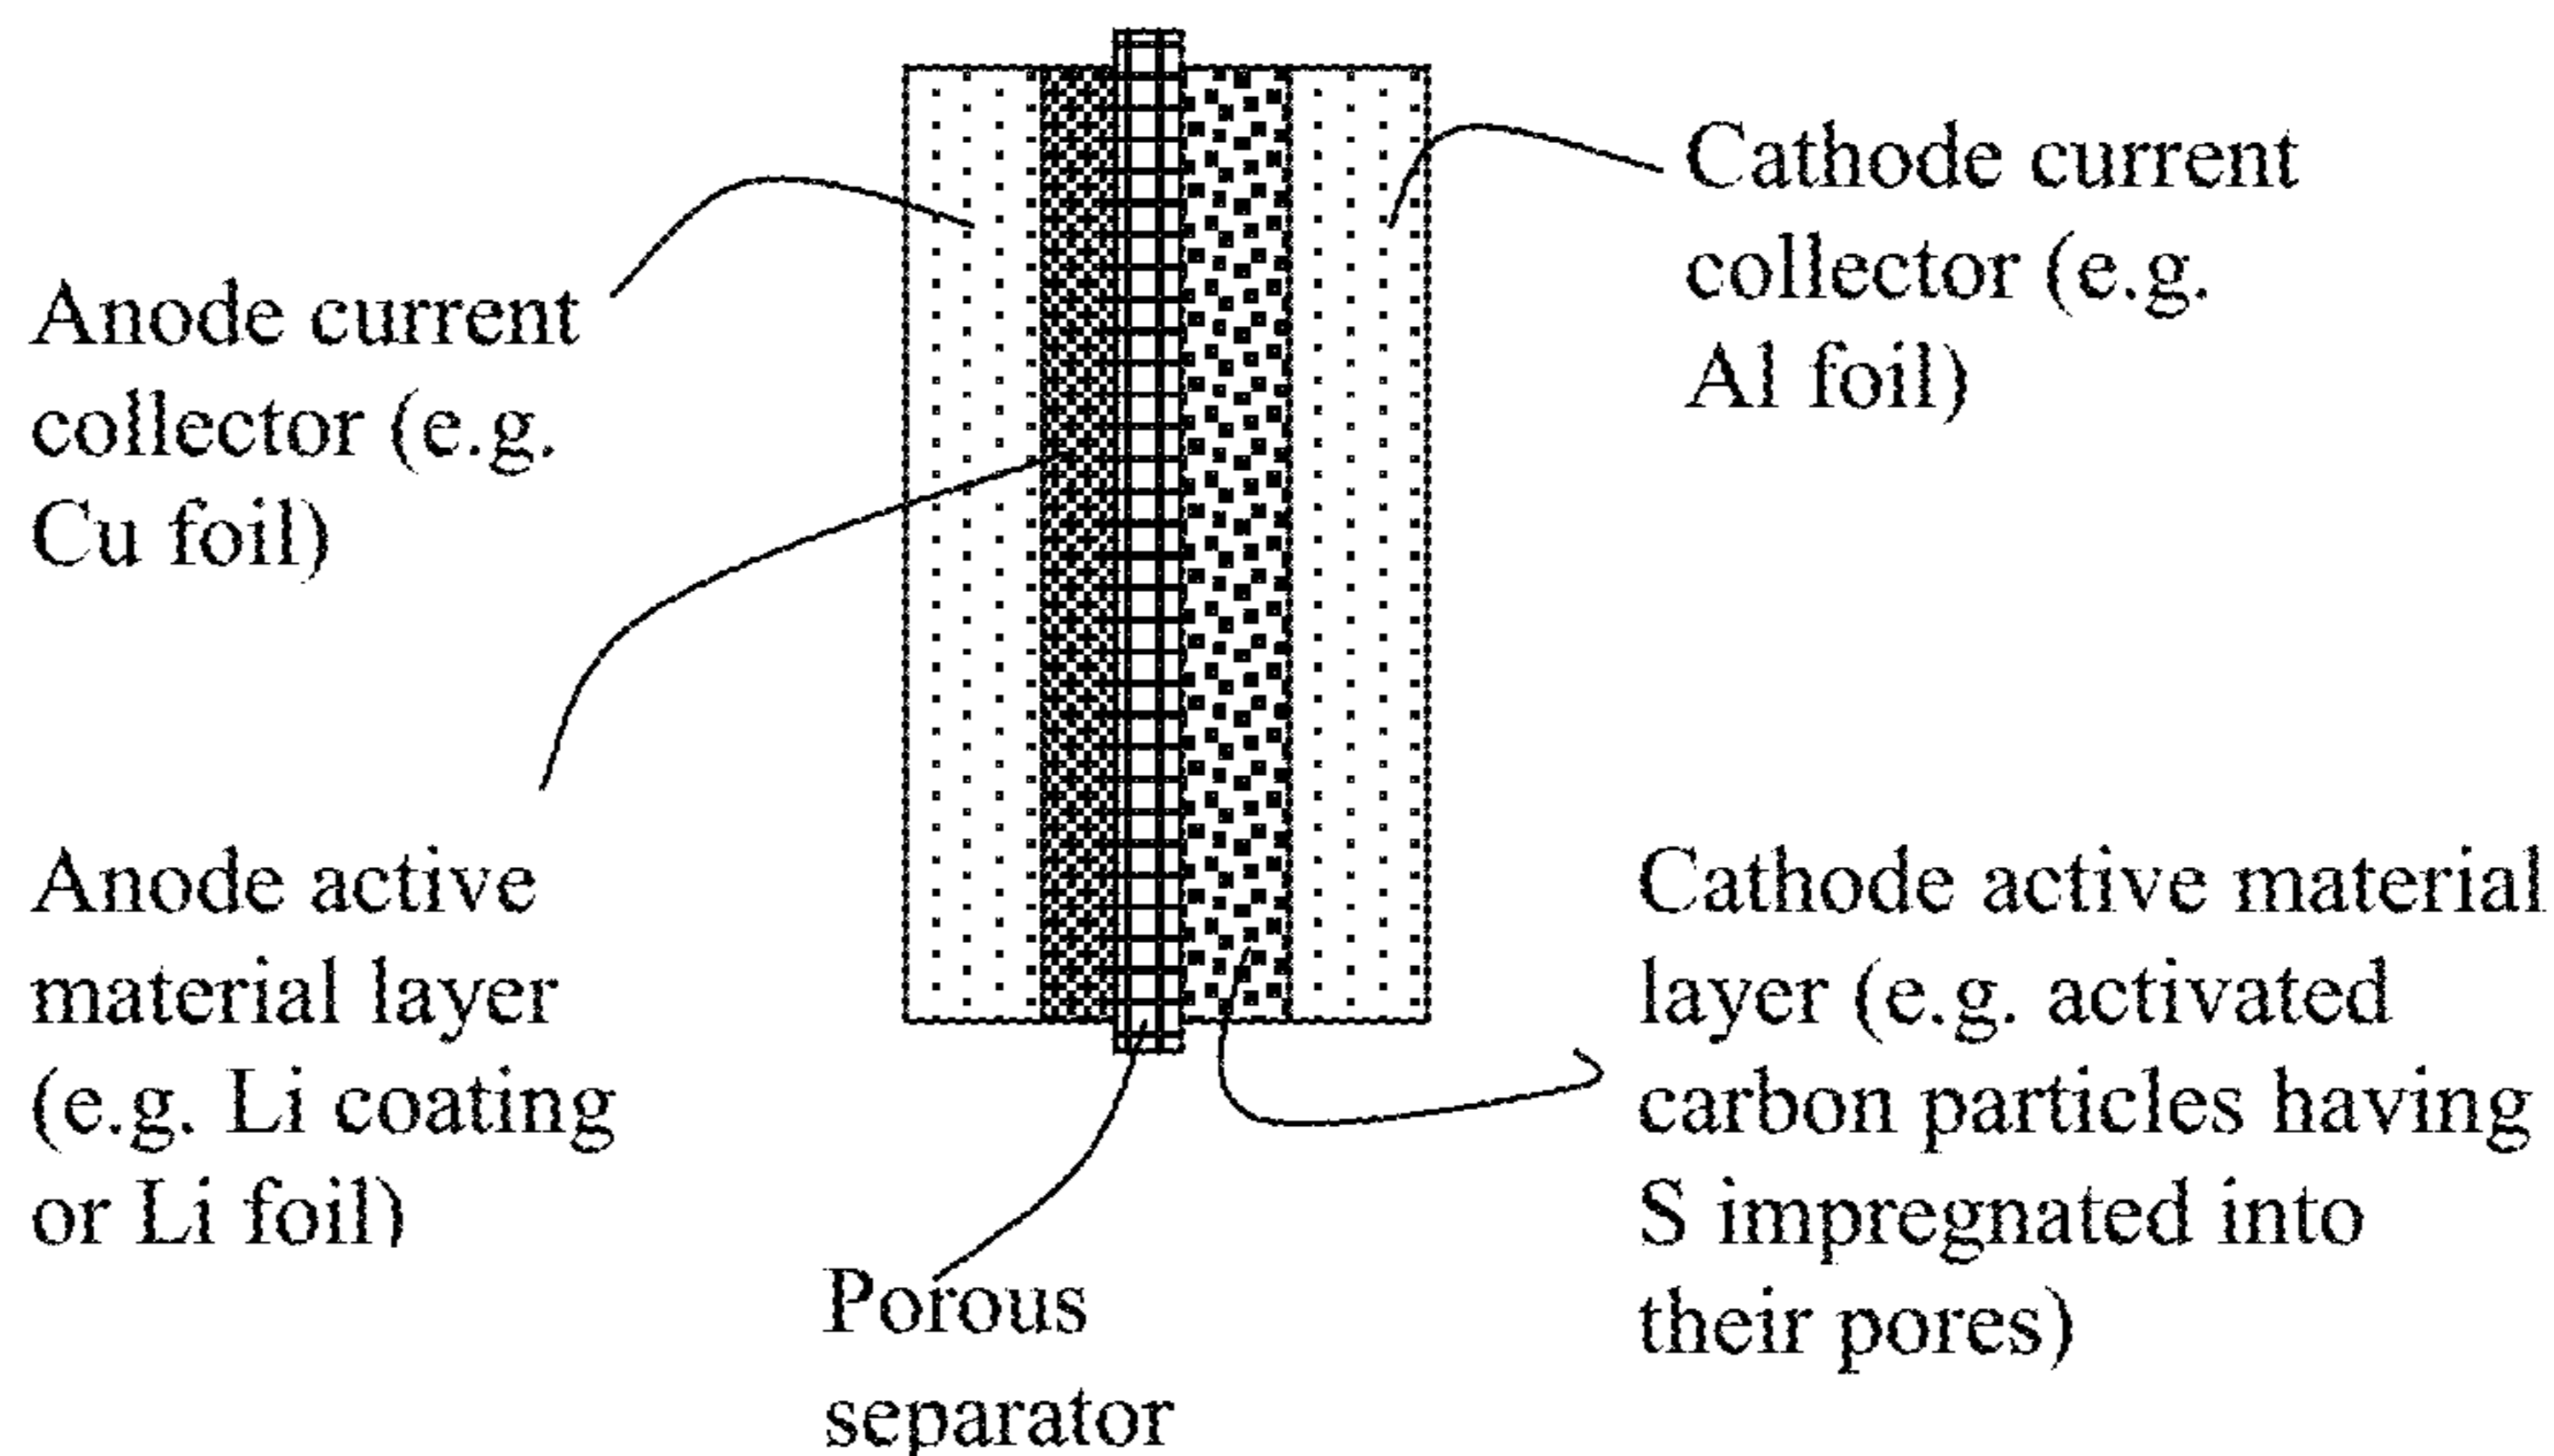 Anode current
collector (e.g.
Cu foil)
Anode active
material layer
(e.g. Li coating
or Li foil)
Porous
separator
Cathode current
collector (e.g.
Al foil)
Cathode active material
layer (e.g. activated
carbon particles having
S impregnated into
their pores)